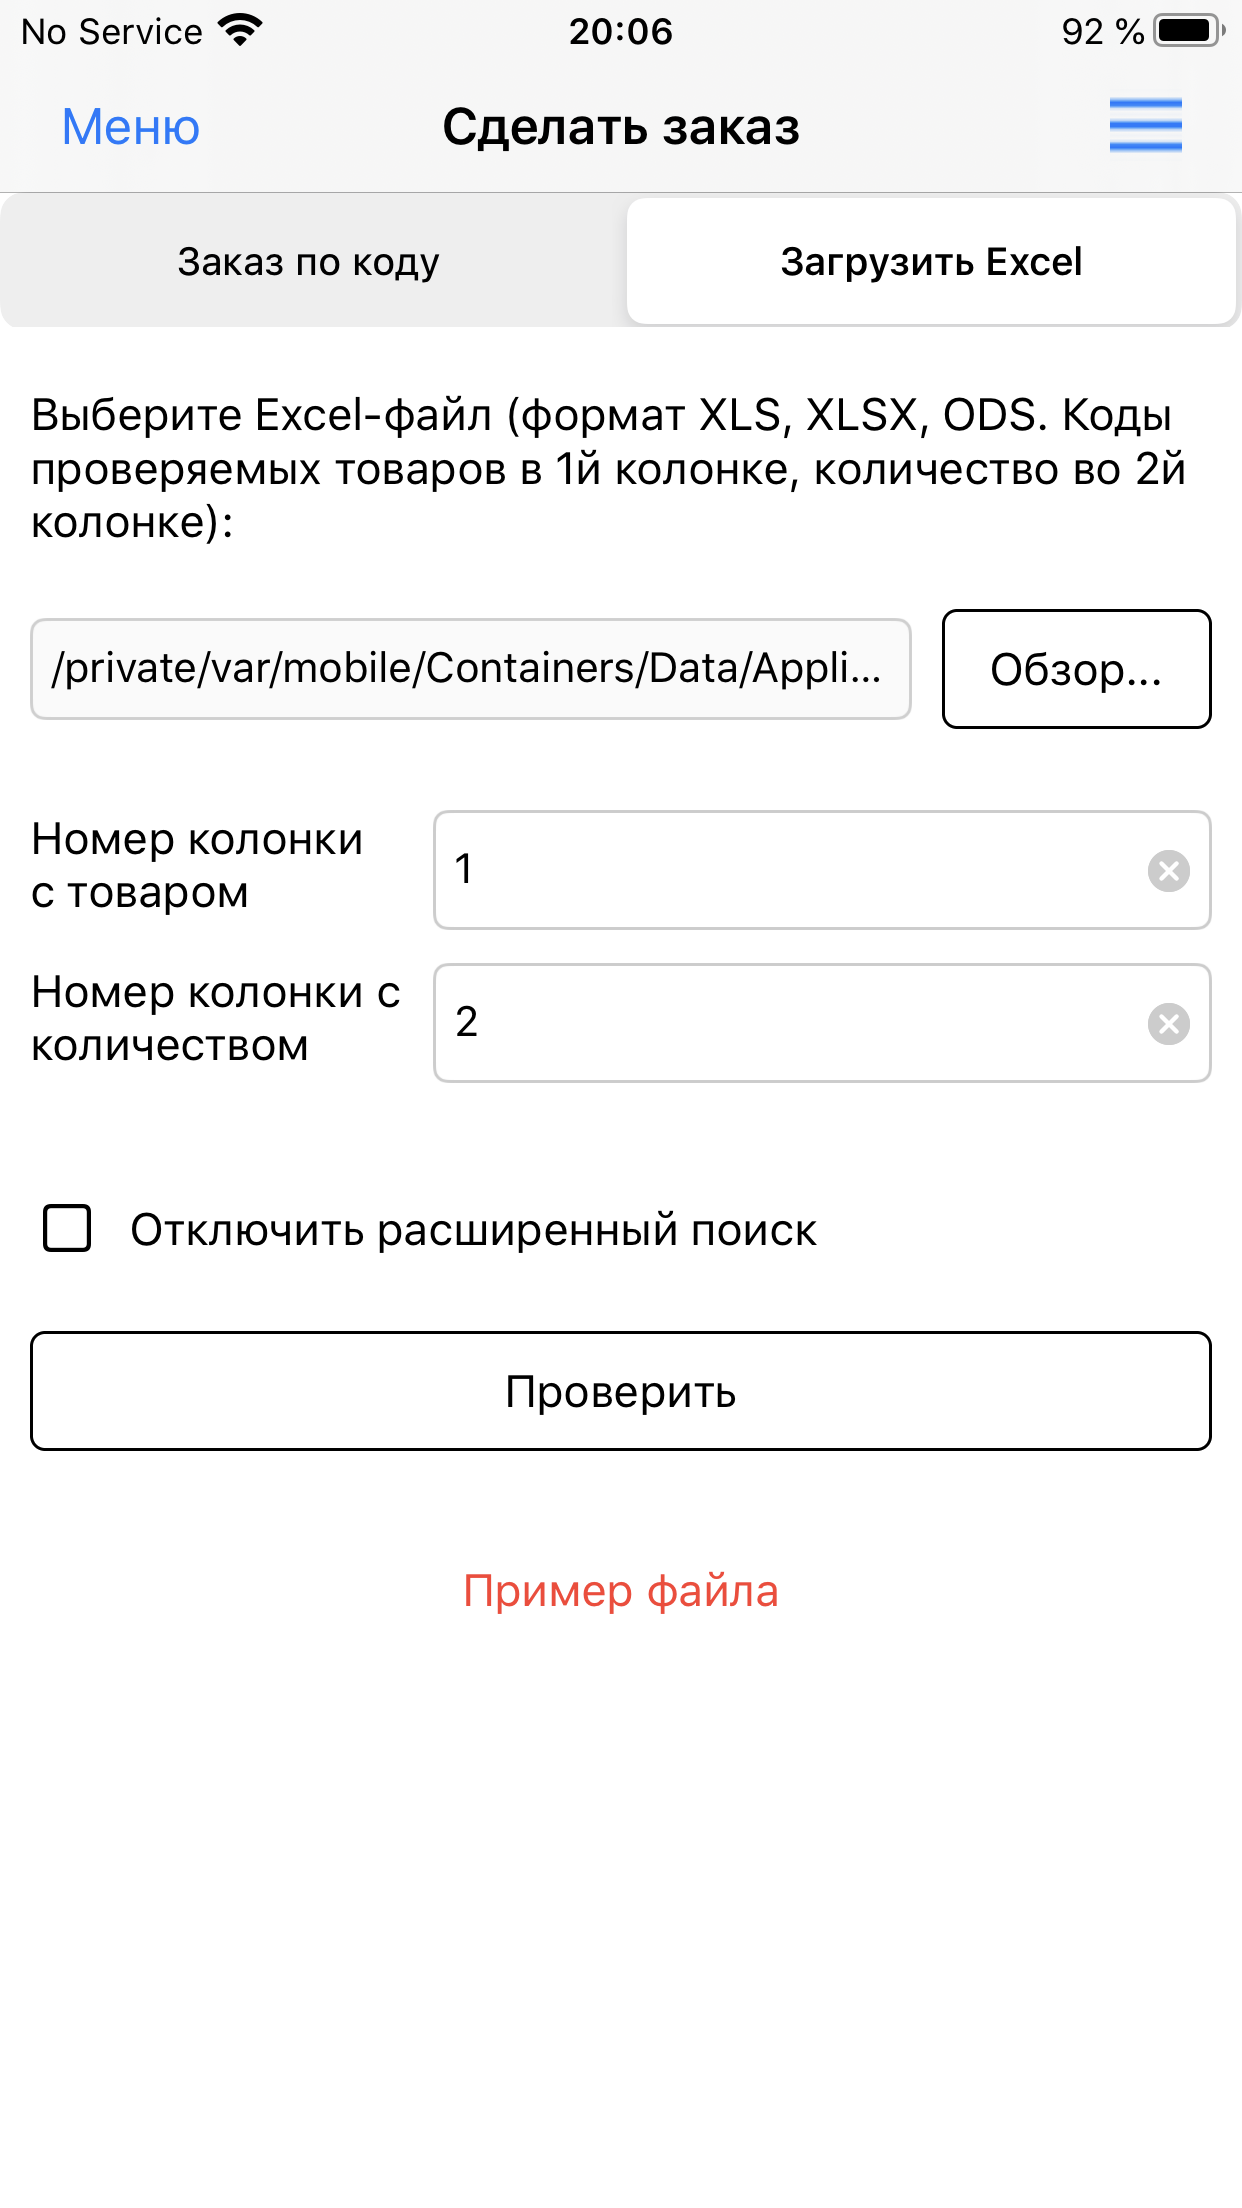 No Service 20:06 92 %
Меню Сделать заказ
Заказ по коду Загрузить Excel
Выберите Excel-файл (формат XLS, XLSX, ODS. Коды
проверяемых товаров в 1й колонке, количество во 2й
колонке):
/private/var/mobile/Containers/Data/Appli... Обзор...
Номер колонки
с товаром
1
Номер колонки с
количеством
2
Отключить расширенный поиск
Проверить
Пример файла